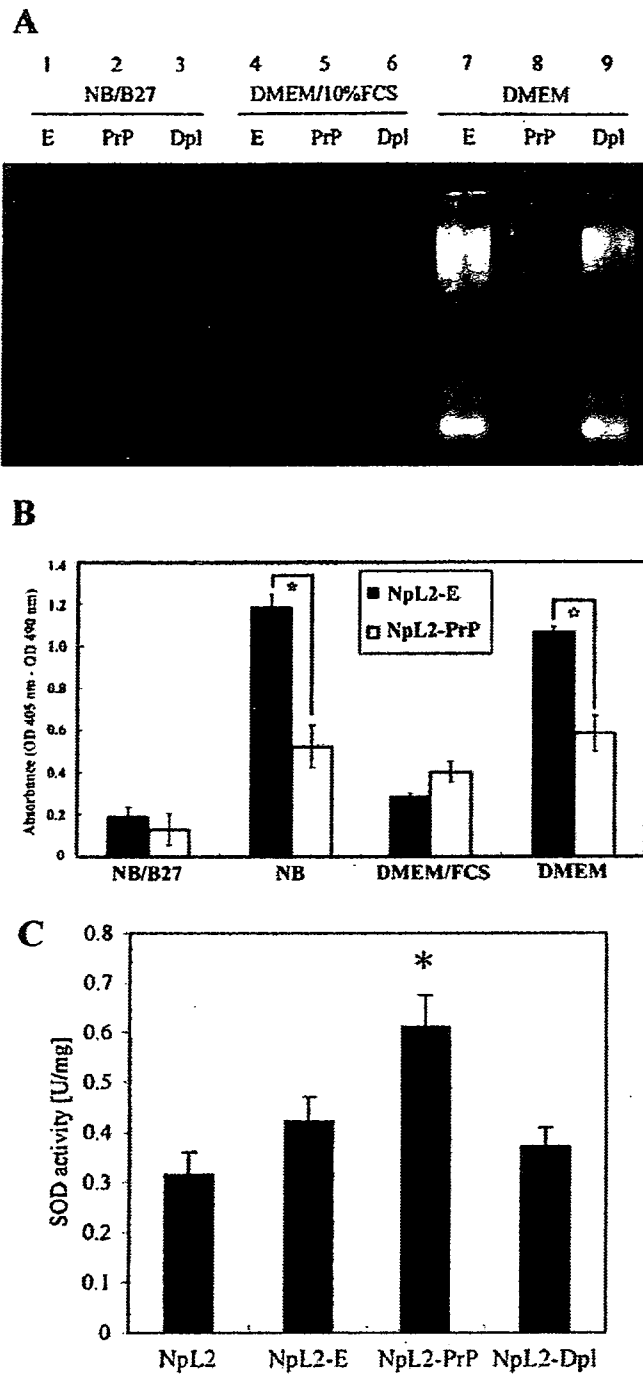 A
1 2 3 4 5 6 7 8 9
NB/B27 DMEM/10%FCS DMEM
E PrP Dpl E PrP Dpl E PrP Dpl
B
Absorbance (OD 405 nm - OD 490 nm)
1.4
1.2
1.0
0.8
0.6
0.4
0.2
0
*
NpL2-E
NpL2-PrP
☆
NB/B27 NB DMEM/FCS DMEM
C
SOD activity [U/mg]
0.8
0.7
0.6
0.5
0.4
0.3
0.2
0.1
0
*
NpL2 NpL2-E NpL2-PrP NpL2-Dpl